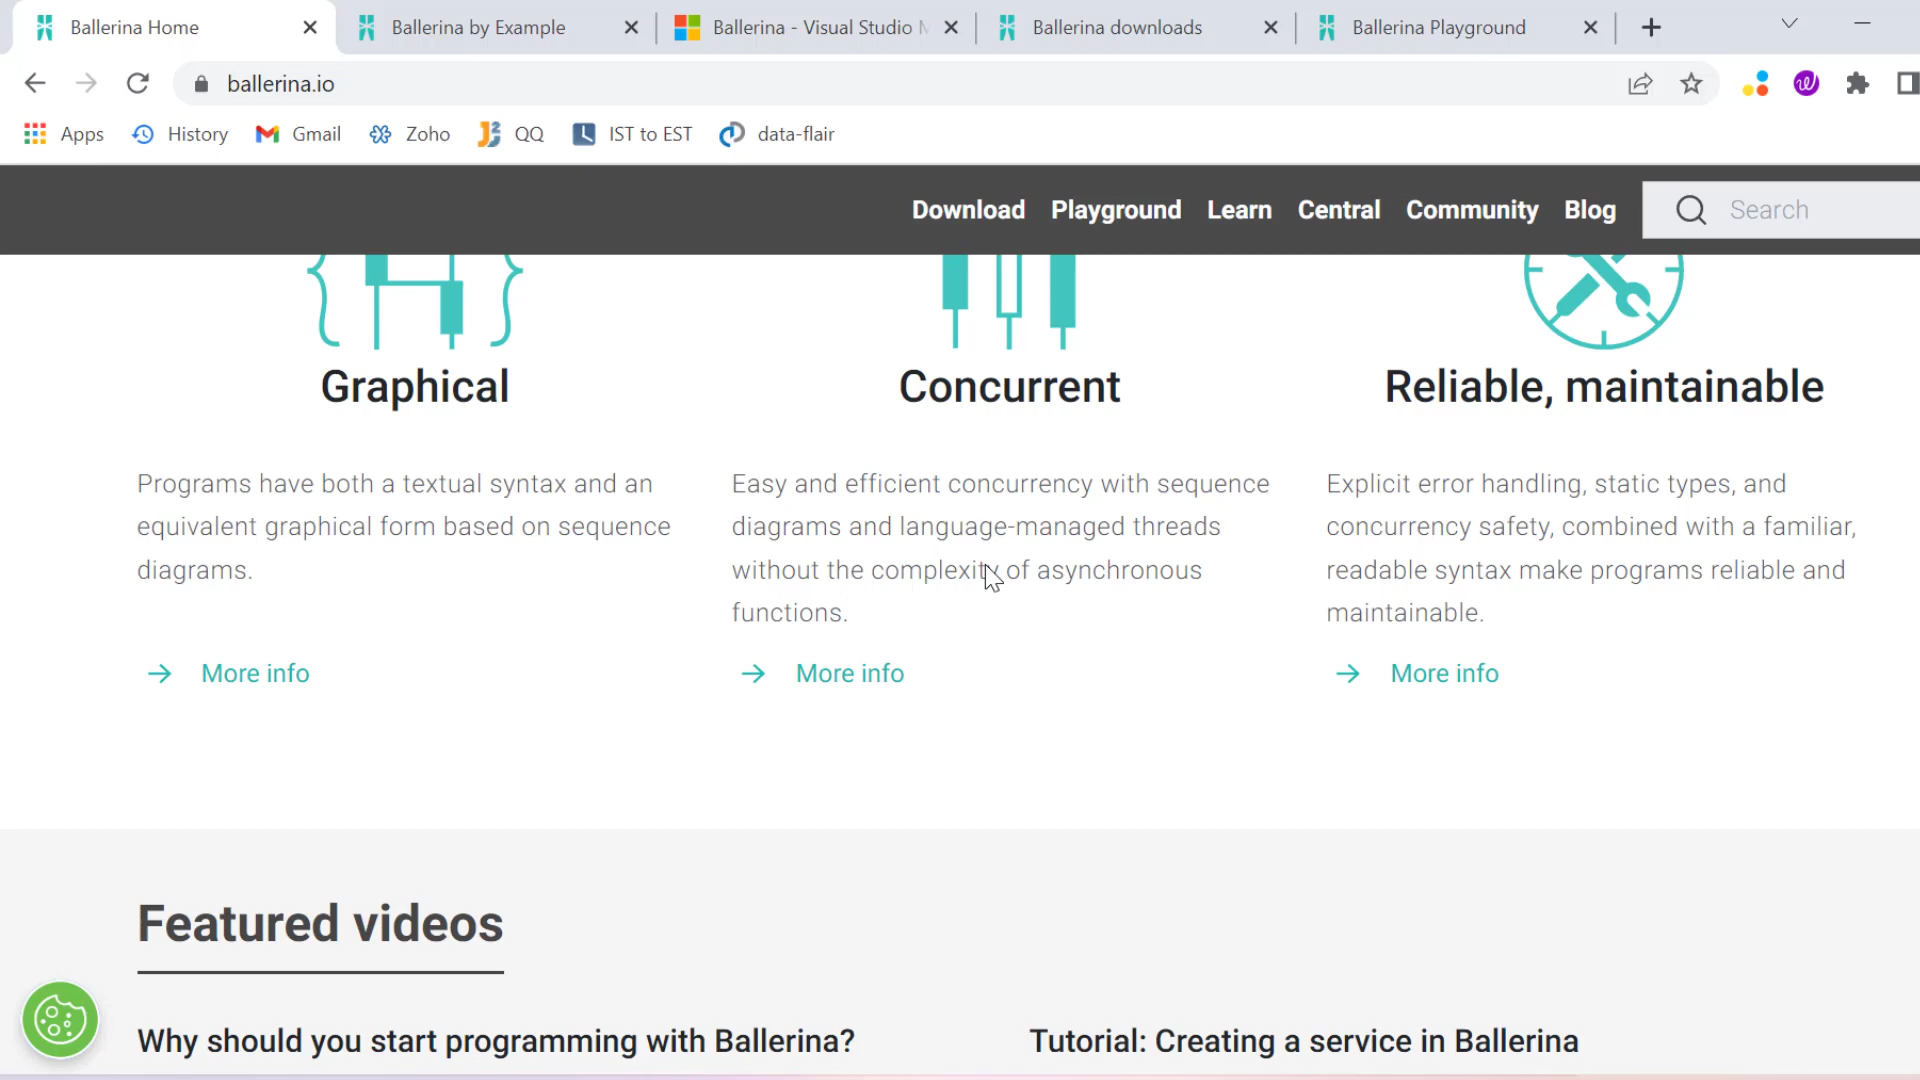 Ballerina Home
Ballerina by Example
Ballerina - Visual Studio
Ballerina downloads
Ballerina Playground
ballerina.io
Apps
History
Gmail
Zoho
QQ
IST to EST
data-flair
Download
Playground
Learn
Central
Community
Blog
Search
Graphical
Concurrent
Reliable, maintainable
Programs have both a textual syntax and an
equivalent graphical form based on sequence
diagrams.
Easy and efficient concurrency with sequence
diagrams and language-managed threads
without the complexity of asynchronous
functions.
Explicit error handling, static types, and
concurrency safety, combined with a familiar,
readable syntax make programs reliable and
maintainable.
More info
More info
More info
Featured videos
Why should you start programming with Ballerina?
Tutorial: Creating a service in Ballerina